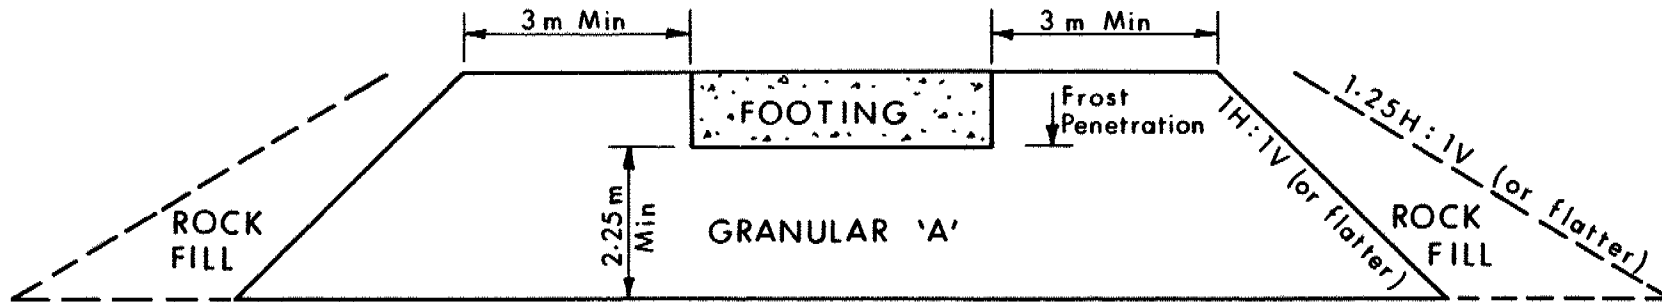 3 m Min
3 m Min
FOOTING
Frost
Penetration
1H:1V (or flatter)
1·25H:1V (or flatter)
ROCK
FILL
2·25m
Min
GRANULAR 'A'
ROCK
FILL